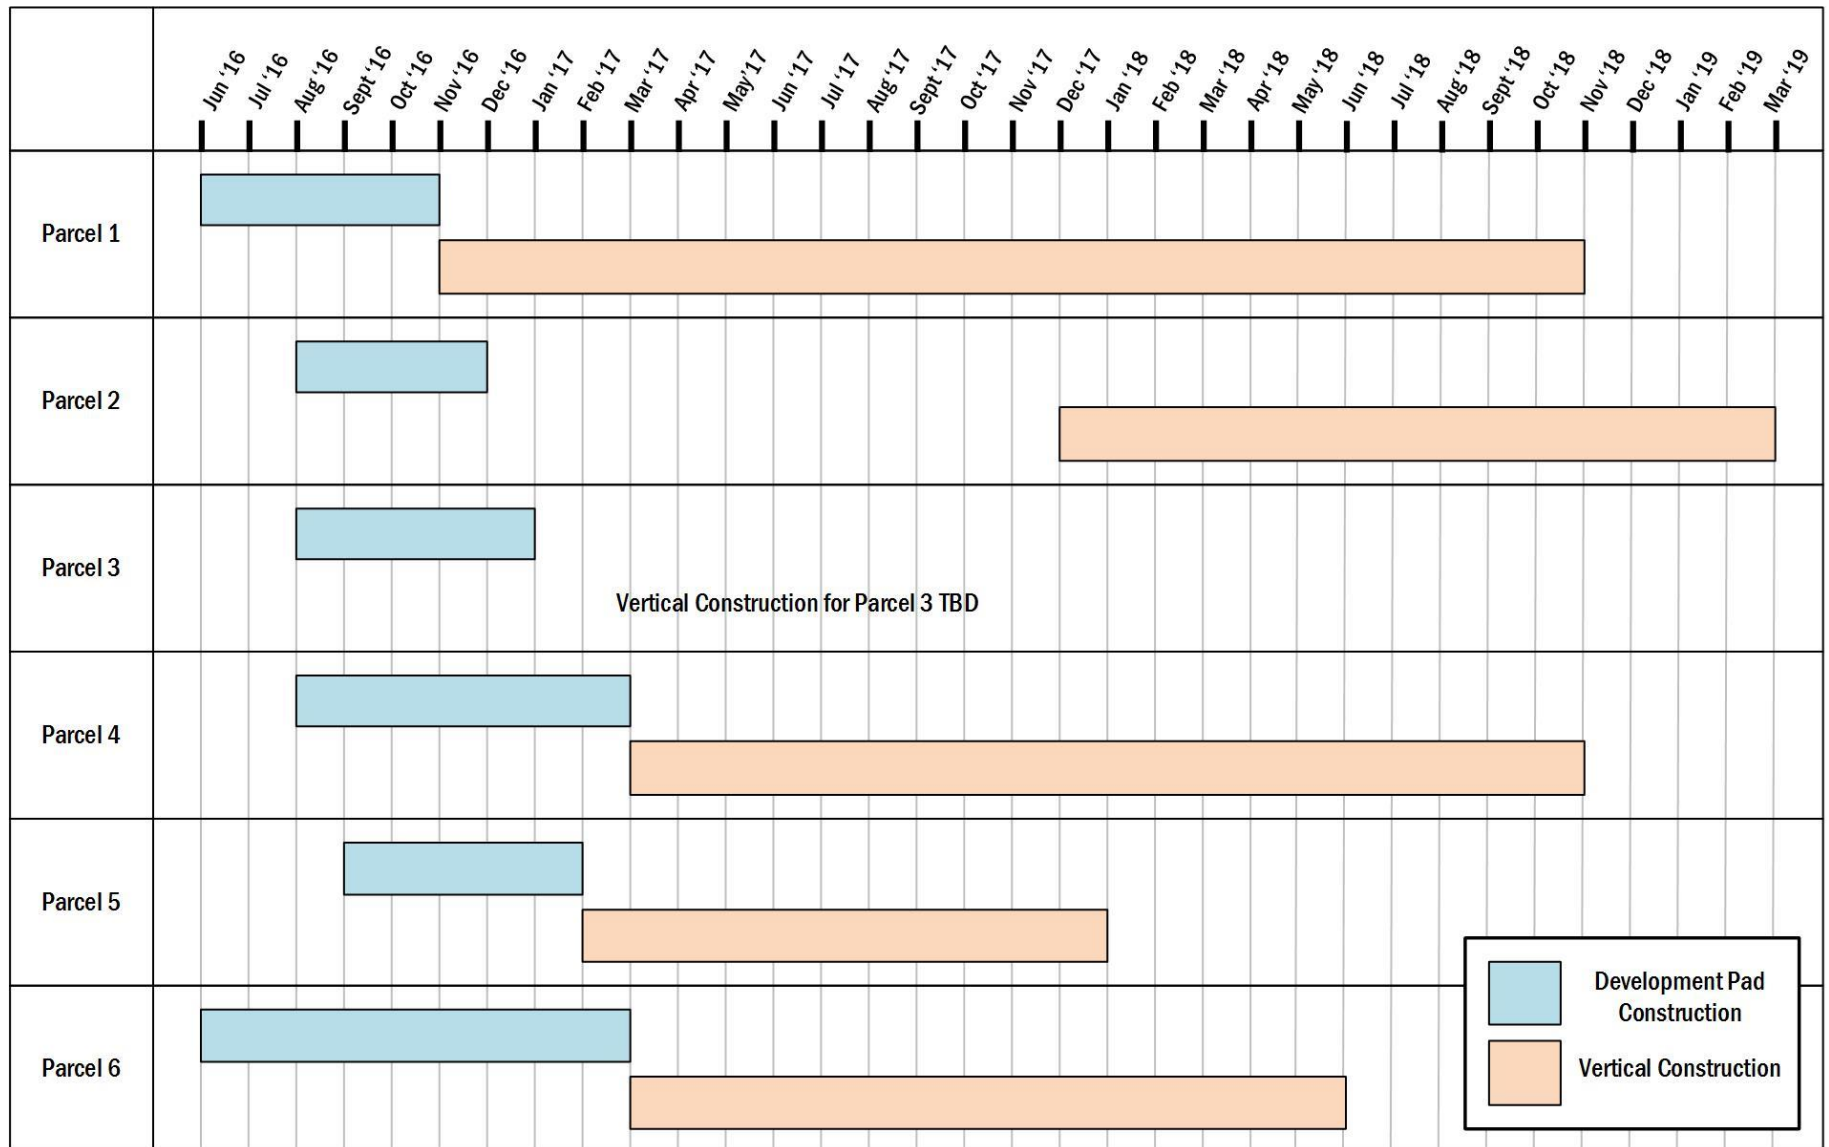 Jun ‘16
Jul ‘16
Aug ‘16
Sept ‘16
Oct ‘16
Nov ‘16
Dec ‘16
Jan ‘17
Feb ‘17
Mar ‘17
Apr ‘17
May‘17
Jun ‘17
Jul ‘17
Aug ‘17
Sept ‘17
Oct ‘17
Nov ‘17
Dec ‘17
Jan ‘18
Feb ‘18
Mar ‘18
Apr ‘18
May ‘18
Jun ‘18
Jul ‘18
Aug ‘18
Sept ‘18
Oct ‘18
Nov ‘18
Dec ‘18
Jan ‘19
Feb ‘19
Mar ‘19
Parcel 1
Parcel 2
Parcel 3
Vertical Construction for Parcel 3 TBD
Parcel 4
Parcel 5
Parcel 6
Development Pad
Construction
Vertical Construction